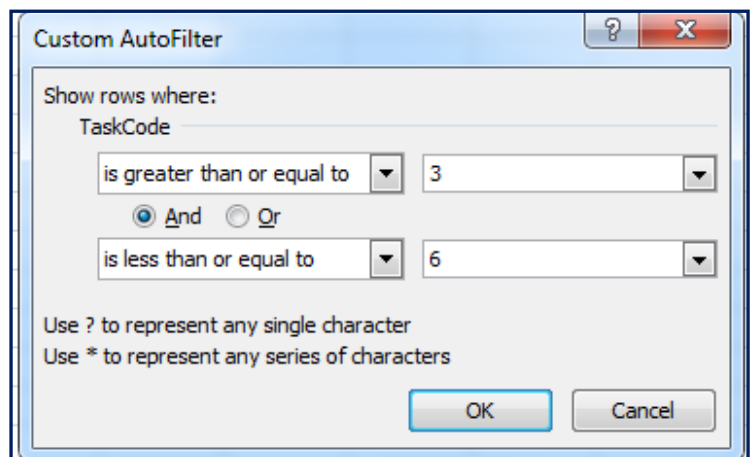 Custom AutoFilter
Show rows where:
TaskCode
is greater than or equal to 3
And Or
is less than or equal to 6
Use ? to represent any single character
Use * to represent any series of characters
OK Cancel